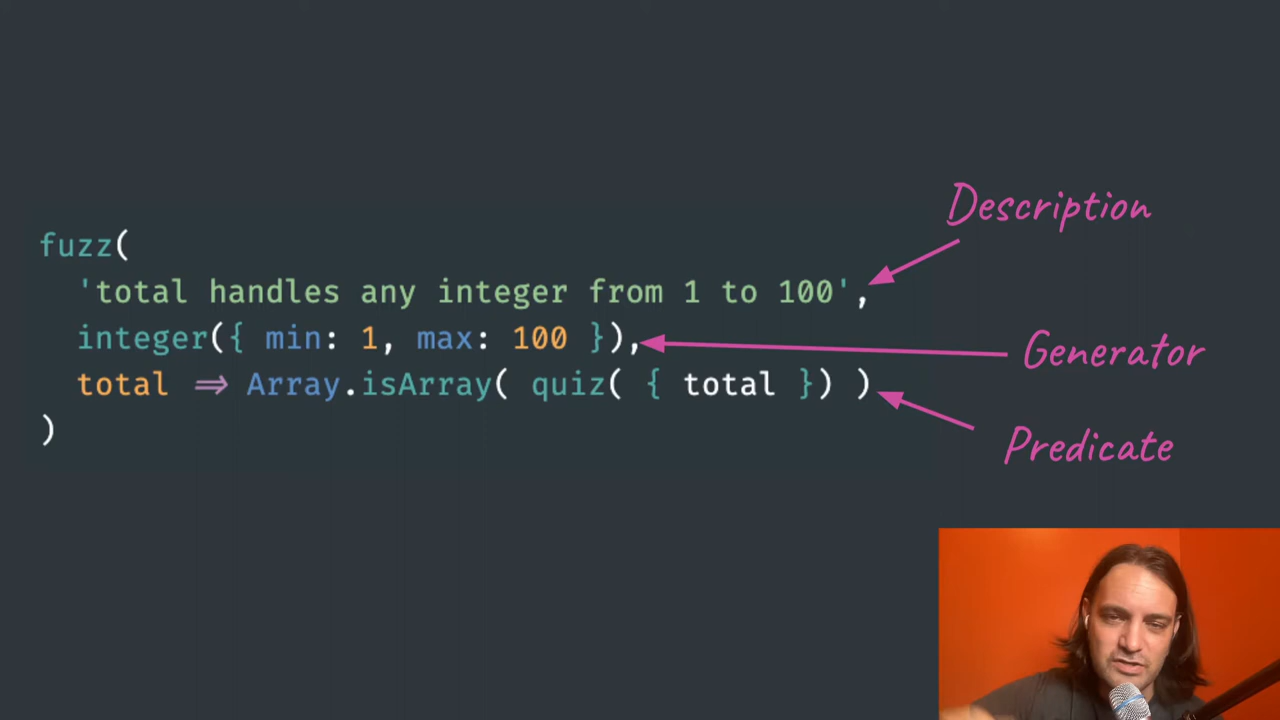 Description
fuzz(
'total handles any integer from 1 to 100',
integer({ min: 1, max: 100 }),
Generator
total => Array.isArray( quiz( { total }) )
Predicate
)